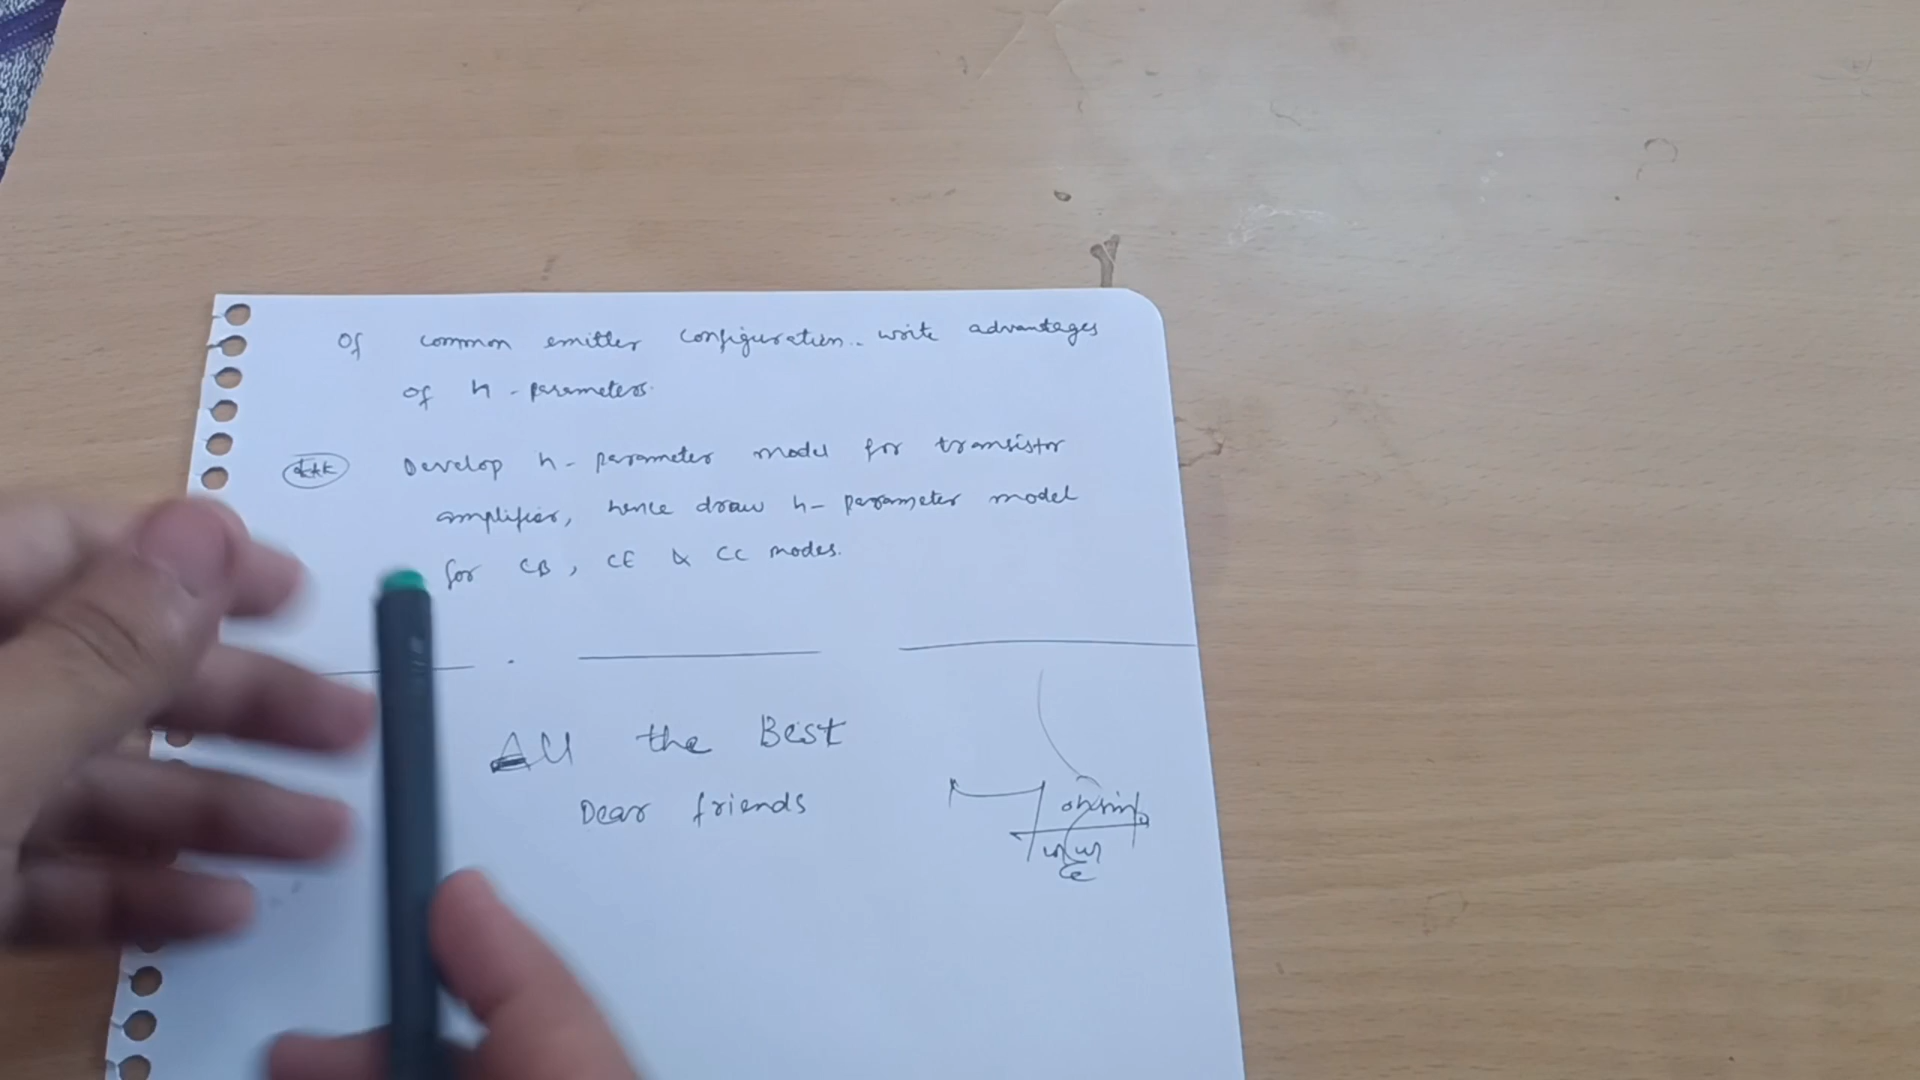 of common emitter configuration.. write advantages
of h - parameters.
Develop h - parameter model for transistor
amplifier, hence draw h - parameter model
for CB, CE & CC modes.
All the Best
Dear friends